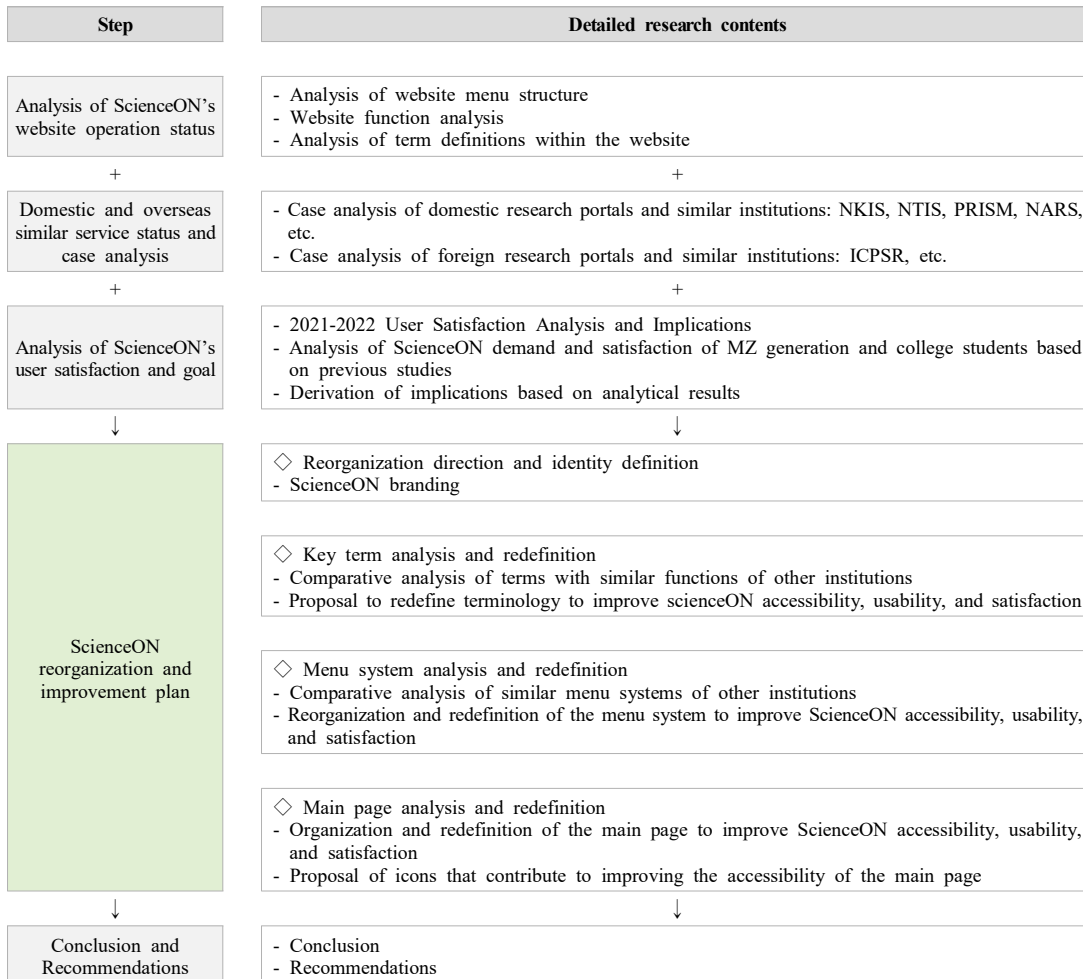 Step
Detailed research contents
Analysis of ScienceON's
website operation status
- Analysis of website menu structure
- Website function analysis
- Analysis of term definitions within the website
+
+
Domestic and overseas
similar service status and
case analysis
- Case analysis of domestic research portals and similar institutions: NKIS, NTIS, PRISM, NARS,
etc.
- Case analysis of foreign research portals and similar institutions: ICPSR, etc.
+
+
Analysis of ScienceON's
user satisfaction and goal
- 2021-2022 User Satisfaction Analysis and Implications
- Analysis of ScienceON demand and satisfaction of MZ generation and college students based
on previous studies
- Derivation of implications based on analytical results
↓
↓
ScienceON
reorganization and
improvement plan
◇ Reorganization direction and identity definition
- ScienceON branding
◇ Key term analysis and redefinition
- Comparative analysis of terms with similar functions of other institutions
- Proposal to redefine terminology to improve scienceON accessibility, usability, and satisfaction
◇ Menu system analysis and redefinition
- Comparative analysis of similar menu systems of other institutions
- Reorganization and redefinition of the menu system to improve ScienceON accessibility, usability,
and satisfaction
◇ Main page analysis and redefinition
- Organization and redefinition of the main page to improve ScienceON accessibility, usability,
and satisfaction
- Proposal of icons that contribute to improving the accessibility of the main page
↓
↓
Conclusion and
Recommendations
- Conclusion
- Recommendations